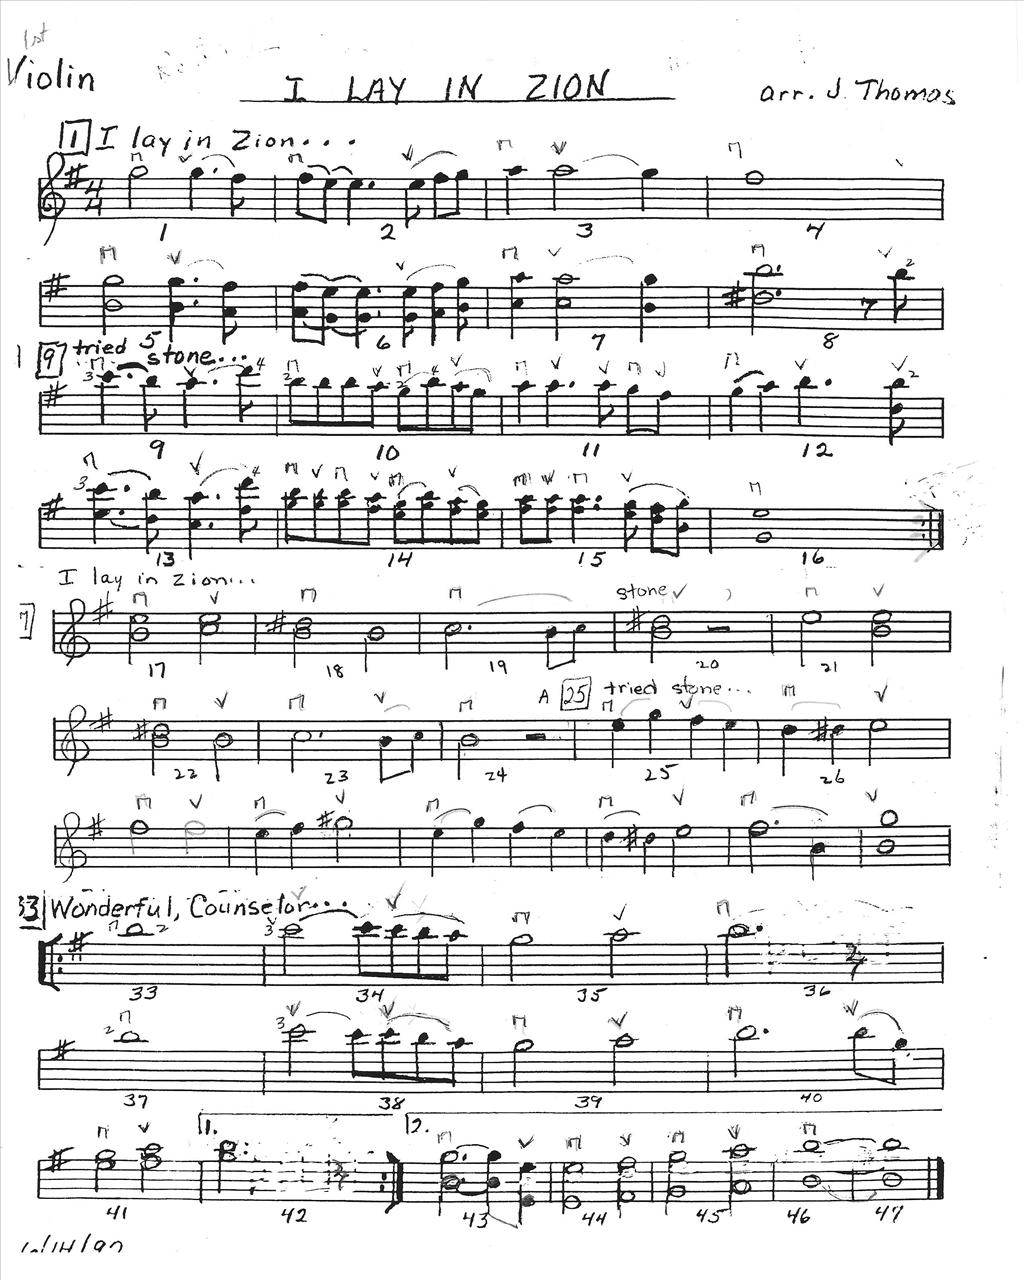 1st
Violin
I LAY IN ZION
arr. J. Thomas
1 I lay in Zion...
1 2 3 4
5 6 7 8
9 tried stone...
9 10 11 12
13 14 15 16
I lay in zion...
stone
17 18 19 20 21
A 25 tried stone...
22 23 24 25 26
33 Wonderful, Counselor...
33 34 35 36
37 38 39 40
1. 2.
41 42 43 44 45 46 47